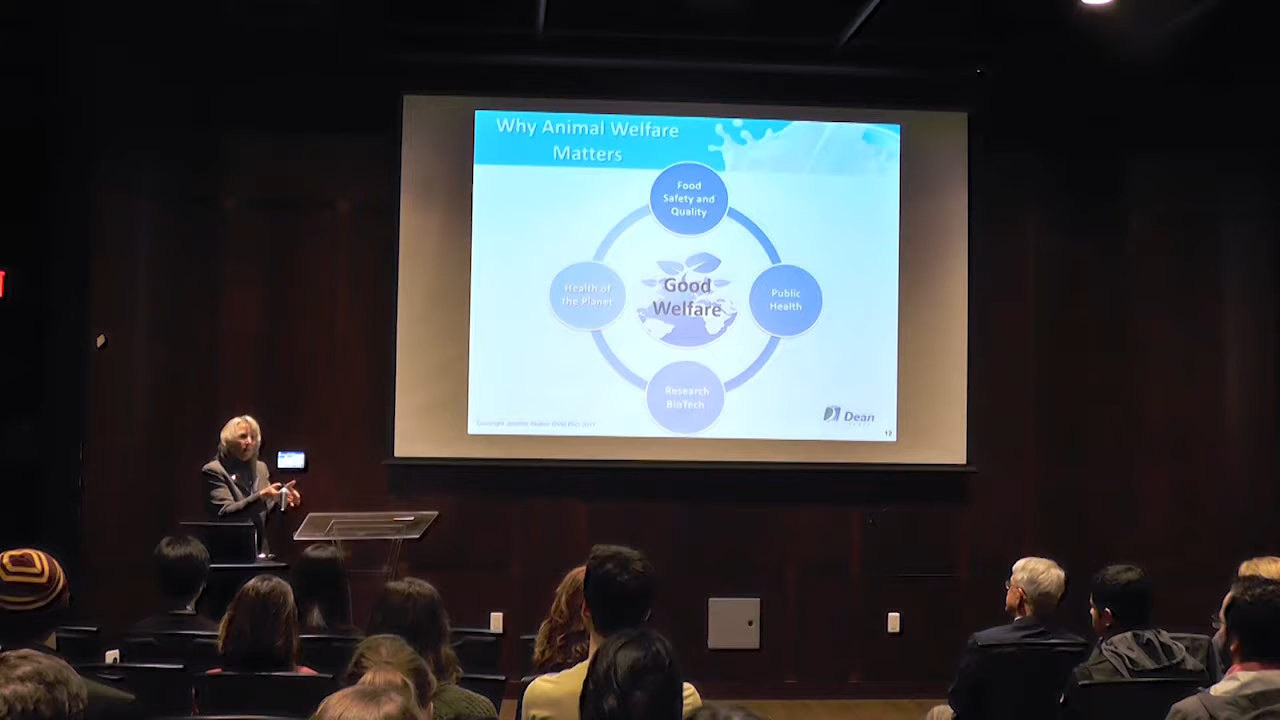 Why Animal Welfare
Matters
Food
Safety and
Quality
Health of
the Planet
Good
Welfare
Public
Health
Research
BioTech
Dean
12